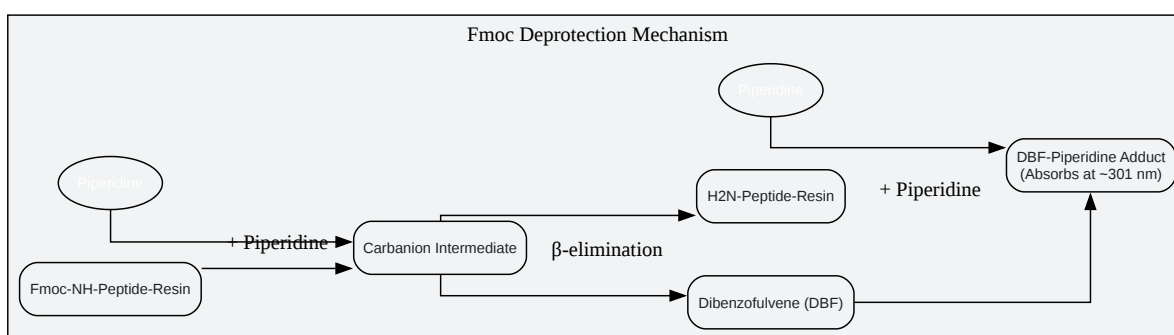 Fmoc Deprotection Mechanism
Piperidine
DBF-Piperidine Adduct
(Absorbs at ~301 nm)
Piperidine
H2N-Peptide-Resin
+ Piperidine
+ Piperidine
Carbanion Intermediate
β-elimination
Fmoc-NH-Peptide-Resin
Dibenzofulvene (DBF)